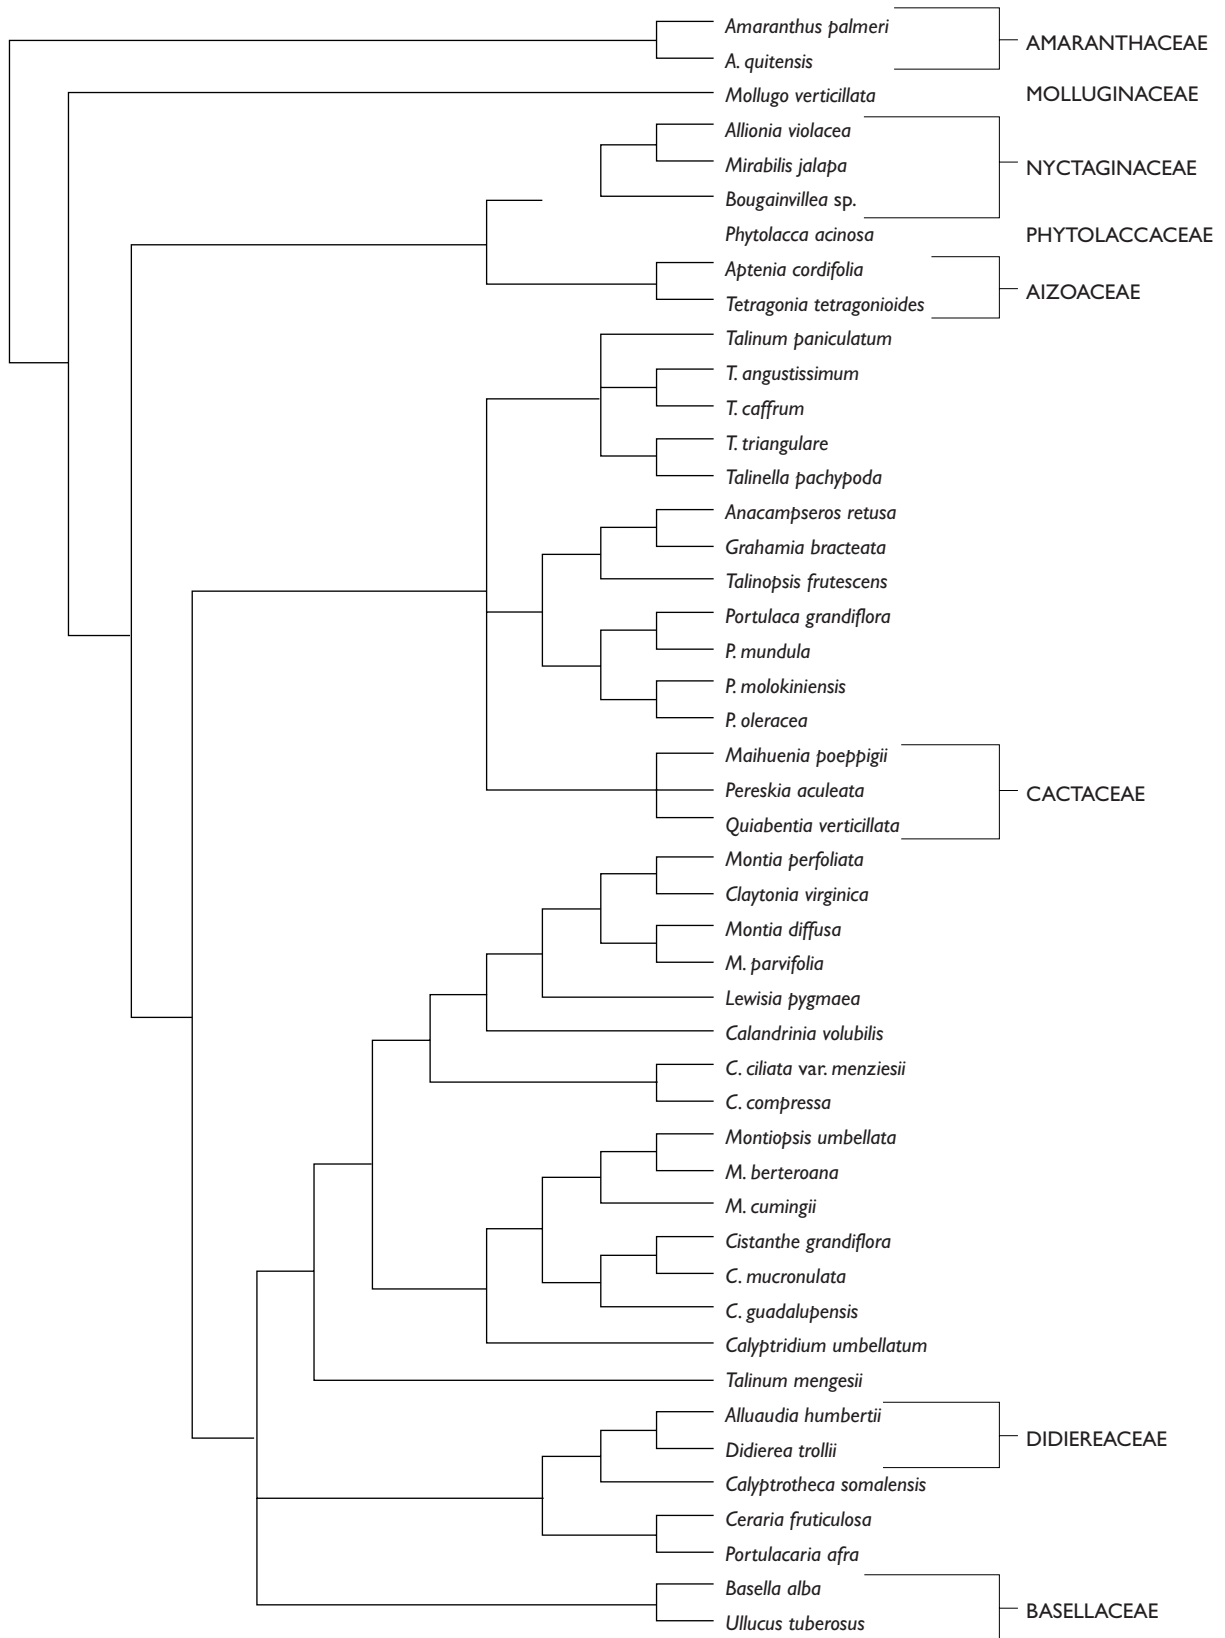 Amaranthus palmeri
AMARANTHACEAE
A. quitensis
Mollugo verticillata
MOLLUGINACEAE
Allionia violacea
Mirabilis jalapa
NYCTAGINACEAE
Bougainvillea sp.
Phytolacca acinosa
PHYTOLACCACEAE
Aptenia cordifolia
AIZOACEAE
Tetragonia tetragonioides
Talinum paniculatum
T. angustissimum
T. caffrum
T. triangulare
Talinella pachypoda
Anacampseros retusa
Grahamia bracteata
Talinopsis frutescens
Portulaca grandiflora
P. mundula
P. molokiniensis
P. oleracea
Maihuenia poeppigii
Pereskia aculeata
CACTACEAE
Quiabentia verticillata
Montia perfoliata
Claytonia virginica
Montia diffusa
M. parvifolia
Lewisia pygmaea
Calandrinia volubilis
C. ciliata var. menziesii
C. compressa
Montiopsis umbellata
M. berteroana
M. cumingii
Cistanthe grandiflora
C. mucronulata
C. guadalupensis
Calyptridium umbellatum
Talinum mengesii
Alluaudia humbertii
DIDIEREACEAE
Didierea trollii
Calyptrotheca somalensis
Ceraria fruticulosa
Portulacaria afra
Basella alba
BASELLACEAE
Ullucus tuberosus